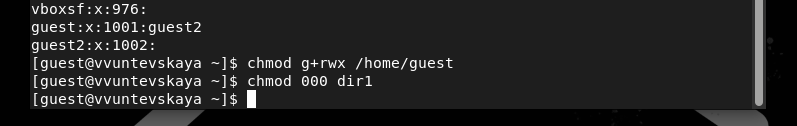 vboxsf:x:976:
guest:x:1001:guest2
guest2:x:1002:
[guest@vvuntevskaya ~]$ chmod g+rwx /home/guest
[guest@vvuntevskaya ~]$ chmod 000 dir1
[guest@vvuntevskaya ~]$